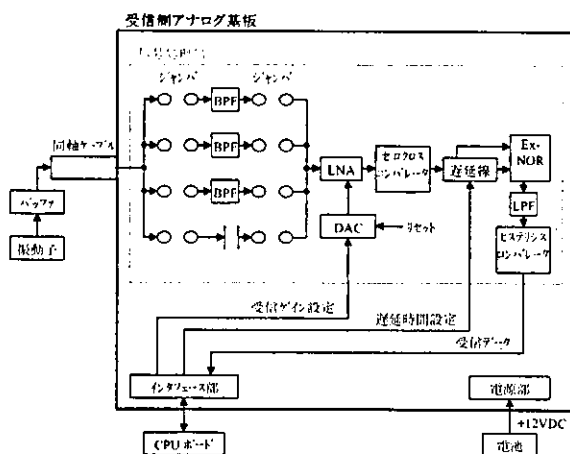 受信側アナログ基板
ジャンパ
ジャンパ
BPF
BPF
BPF
同軸ケーブル
バッファ
振動子
LNA
ゼロクロス
コンパレータ
遅延線
Ex-
NOR
LPF
ヒステリシス
コンパレータ
DAC
リセット
受信ゲイン設定
遅延時間設定
受信データ
インタフェース部
電源部
+12VDC
CPU ボード
電池